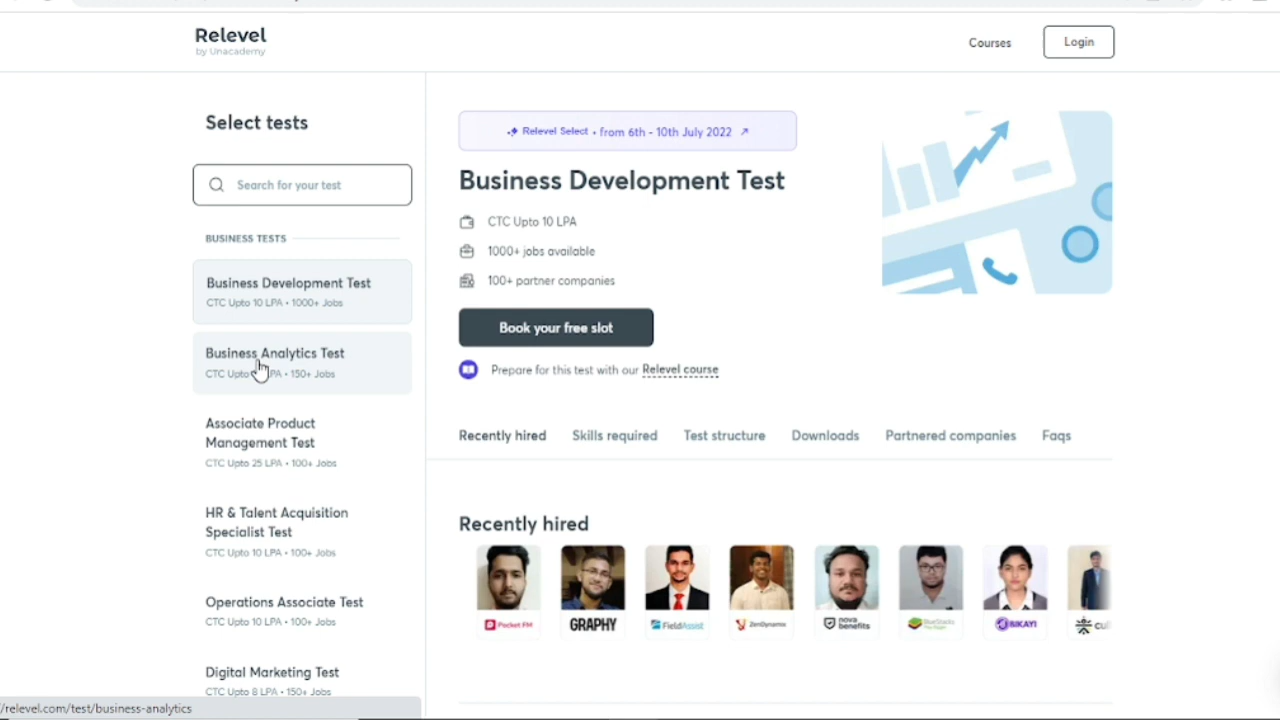 Relevel
by Unacademy
Courses
Login
Select tests
Search for your test
BUSINESS TESTS
Business Development Test
CTC Upto 10 LPA • 1000+ Jobs
Business Analytics Test
CTC Upto LPA • 150+ Jobs
Associate Product
Management Test
CTC Upto 25 LPA • 100+ Jobs
HR & Talent Acquisition
Specialist Test
CTC Upto 10 LPA • 100+ Jobs
Operations Associate Test
CTC Upto 10 LPA • 100+ Jobs
Digital Marketing Test
CTC Upto 8 LPA • 150+ Jobs
/relevel.com/test/business-analytics
Relevel Select • from 6th - 10th July 2022
Business Development Test
CTC Upto 10 LPA
1000+ jobs available
100+ partner companies
Book your free slot
Prepare for this test with our Relevel course
Recently hired
Skills required
Test structure
Downloads
Partnered companies
Faqs
Recently hired
Pocket FM
GRAPHY
FieldAssist
ZenDynamo
nova
benefits
BlueStacks
BIKAYI